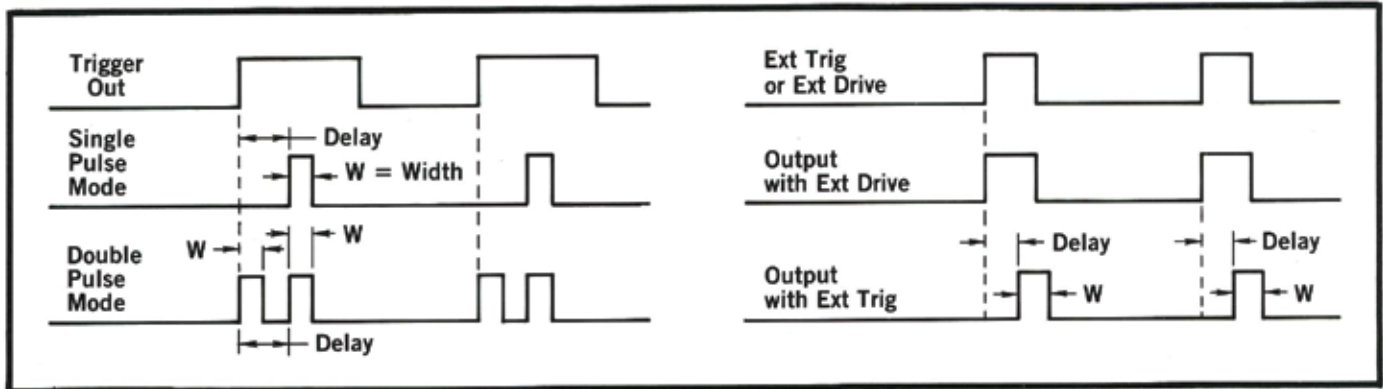 Trigger
Out
Single
Pulse
Mode
Delay
W = Width
Double
Pulse
Mode
W
W
Delay
Ext Trig
or Ext Drive
Output
with Ext Drive
Output
with Ext Trig
Delay
W
Delay
W